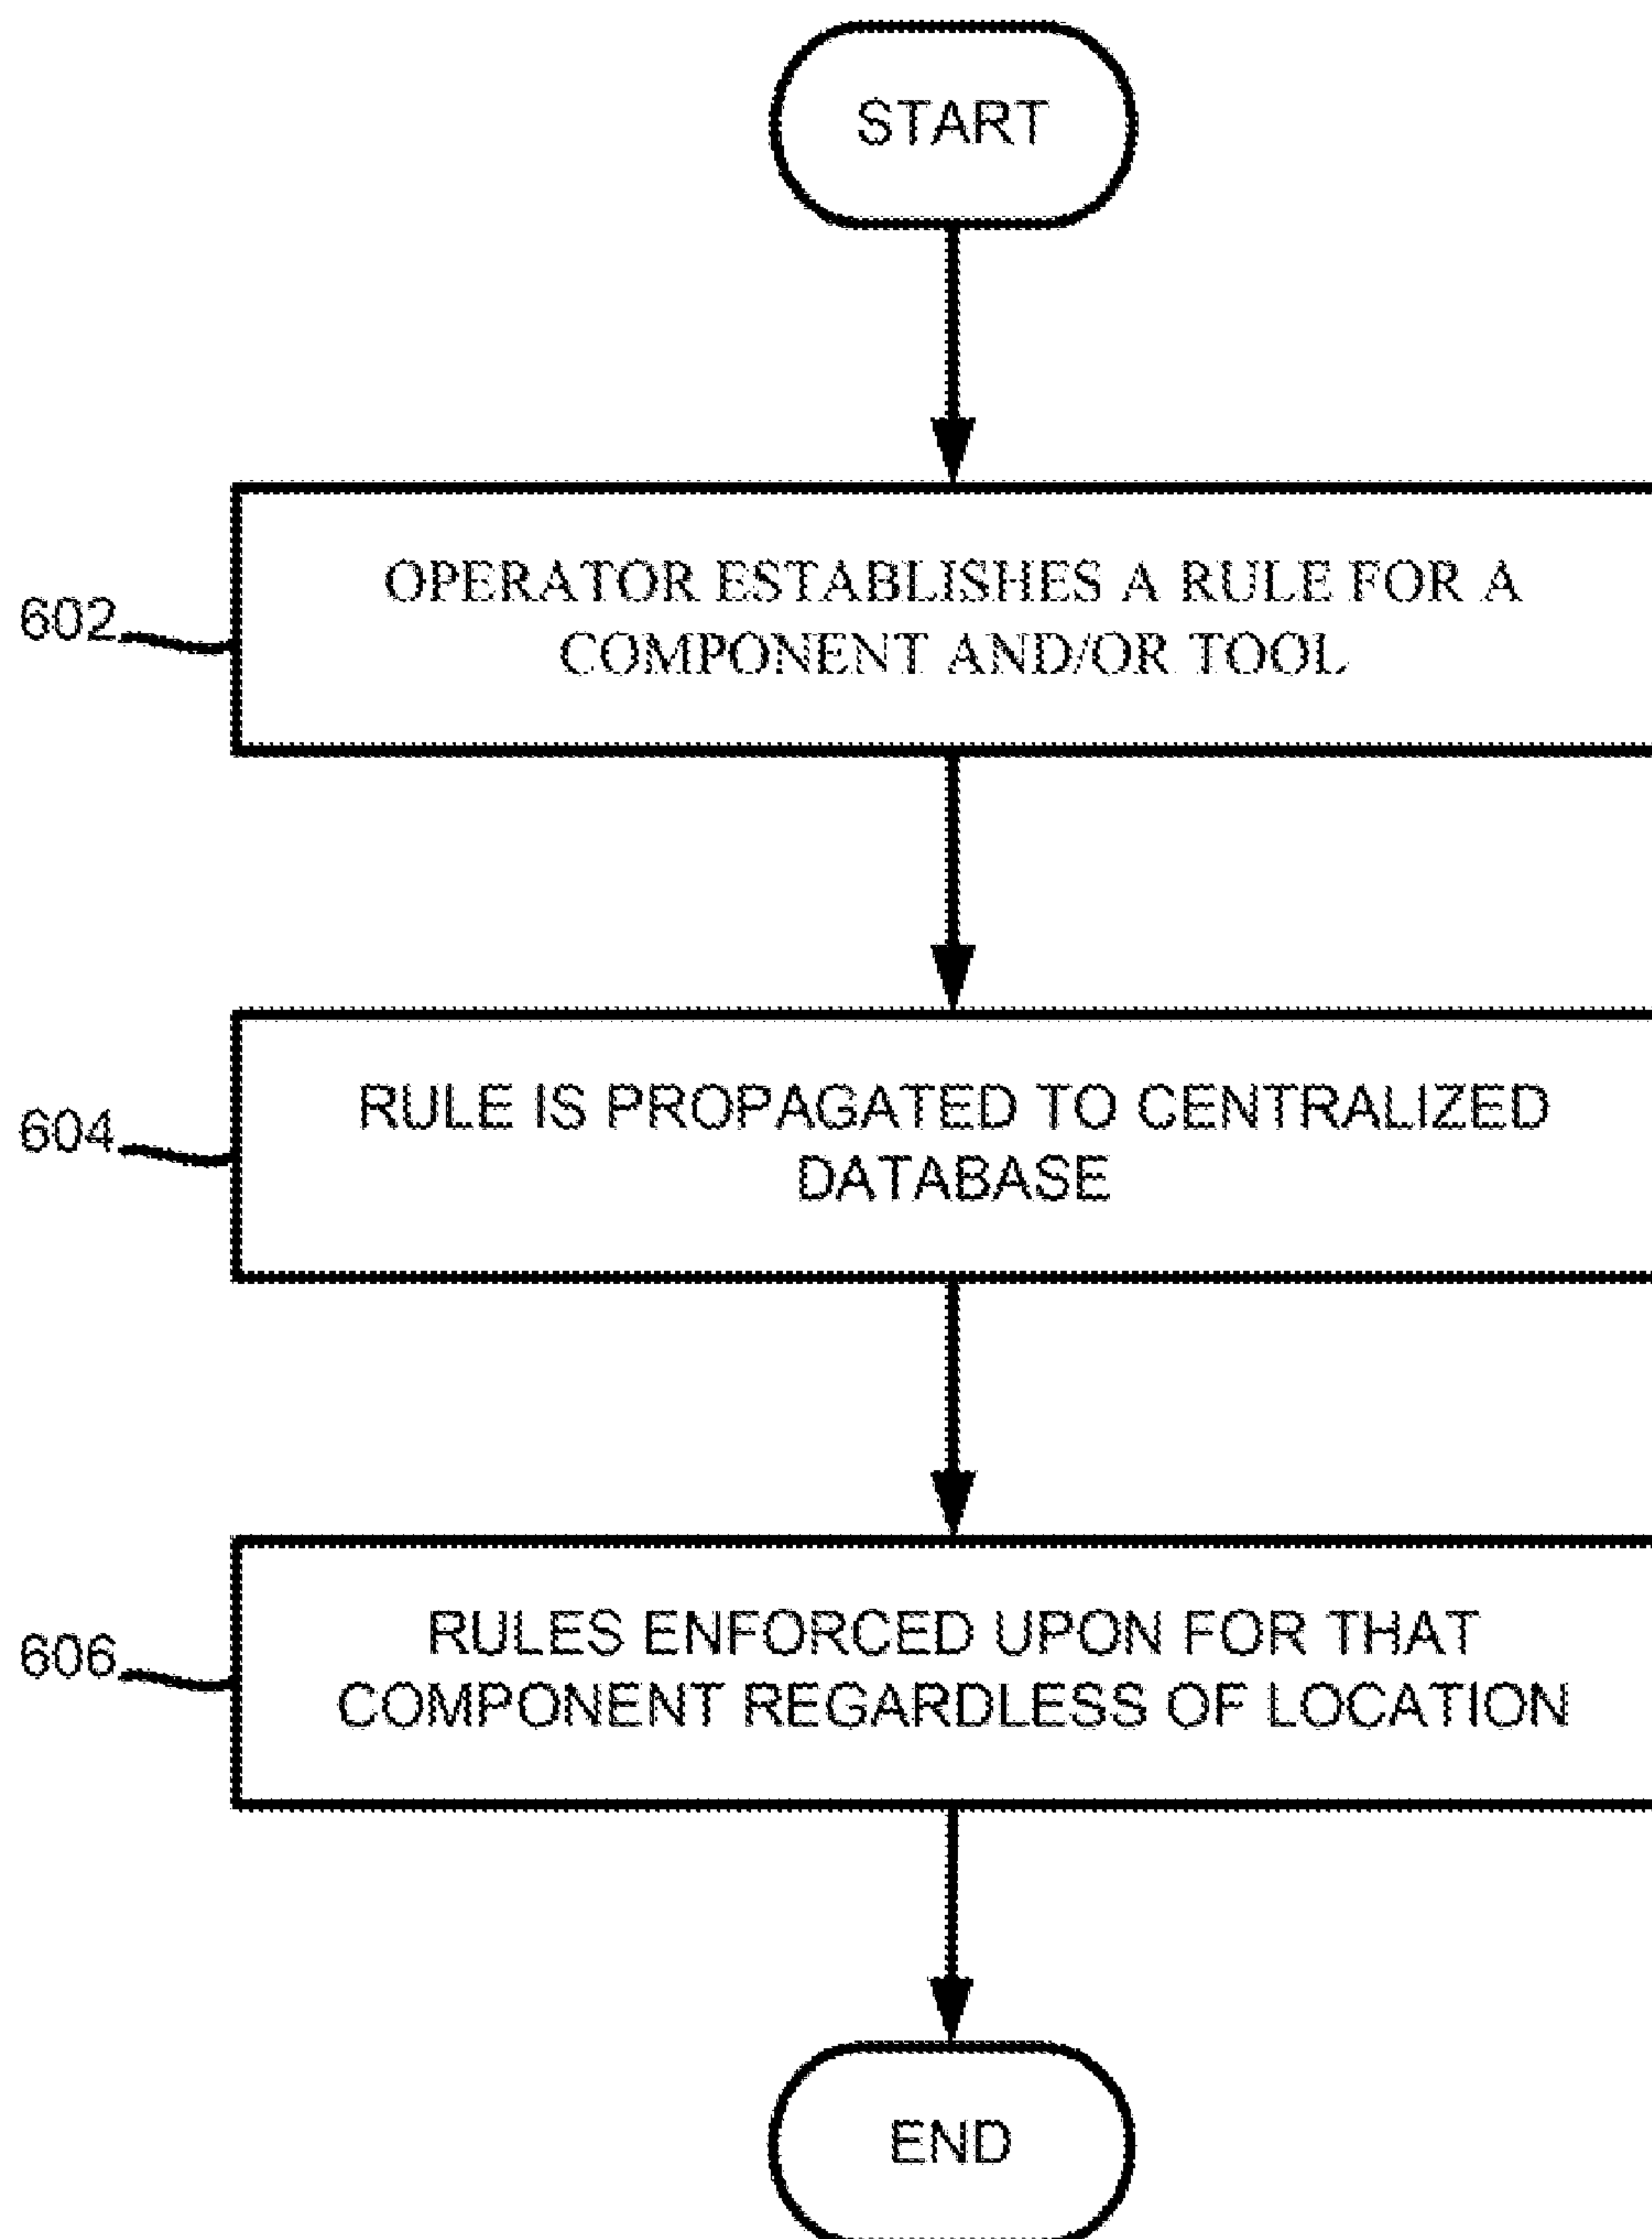 START
602
OPERATOR ESTABLISHES A RULE FOR A
COMPONENT AND/OR TOOL
604
RULE IS PROPAGATED TO CENTRALIZED
DATABASE
606
RULES ENFORCED UPON FOR THAT
COMPONENT REGARDLESS OF LOCATION
END